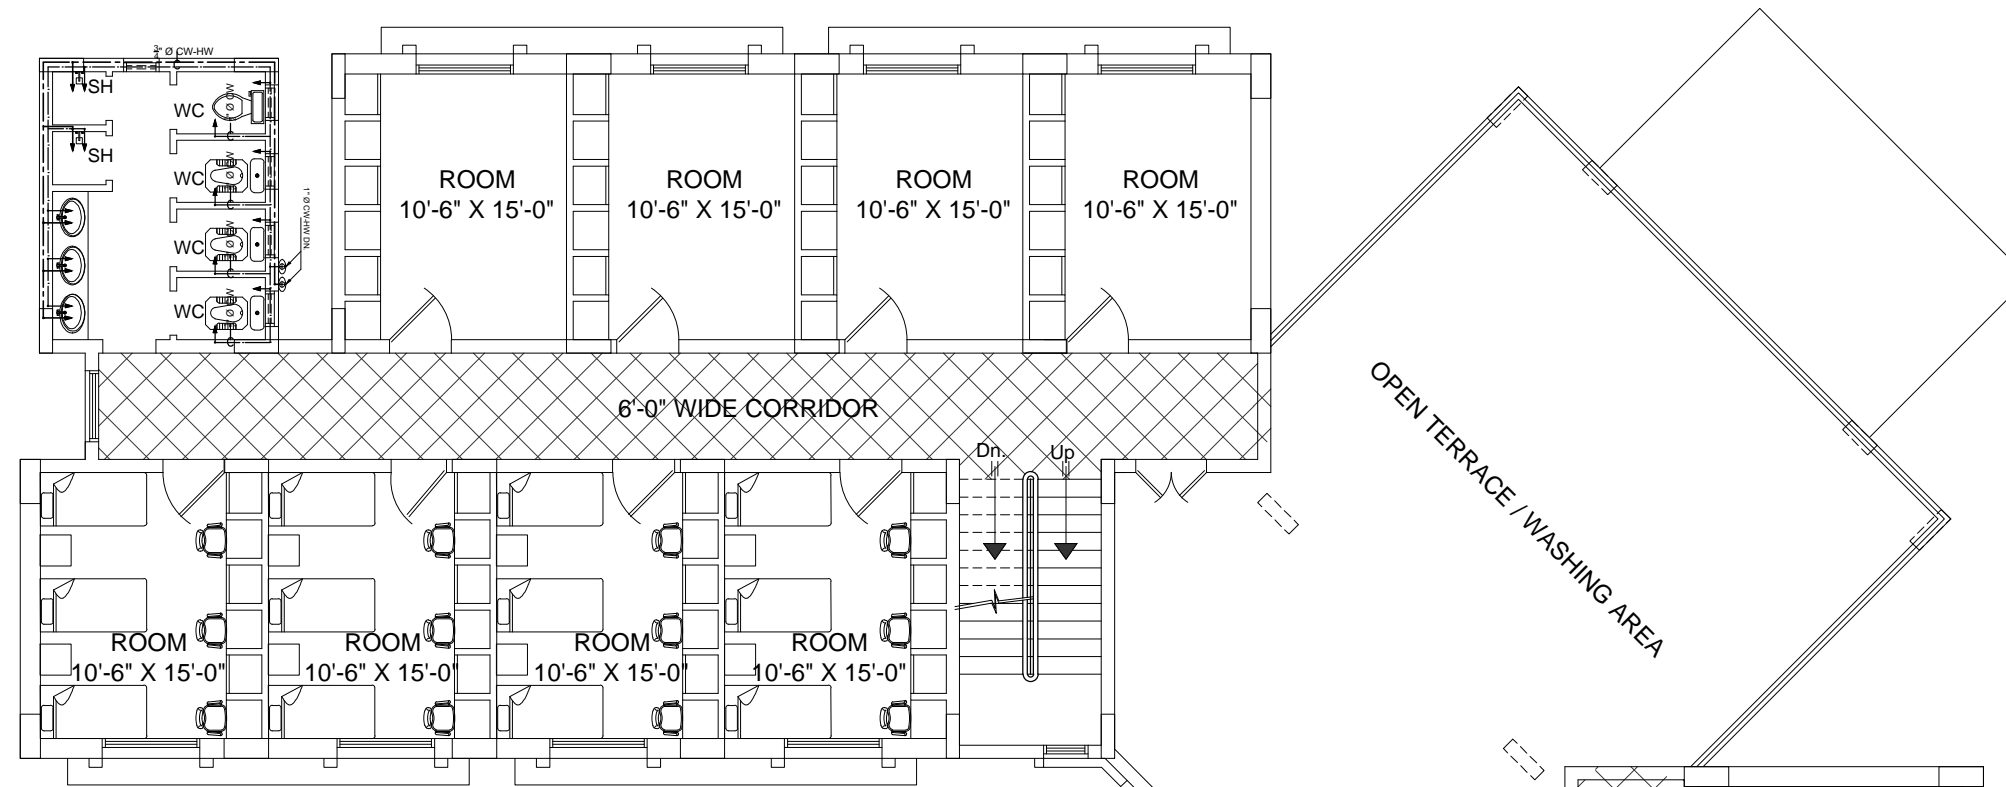 ¾" Ø CW-HW
SH
WC
SH
WC
WC
WC
1" Ø CW-HW DN.
ROOM
10'-6" X 15'-0"
ROOM
10'-6" X 15'-0"
ROOM
10'-6" X 15'-0"
ROOM
10'-6" X 15'-0"
6'-0" WIDE CORRIDOR
Dn.
Up
ROOM
10'-6" X 15'-0"
ROOM
10'-6" X 15'-0"
ROOM
10'-6" X 15'-0"
ROOM
10'-6" X 15'-0"
OPEN TERRACE / WASHING AREA